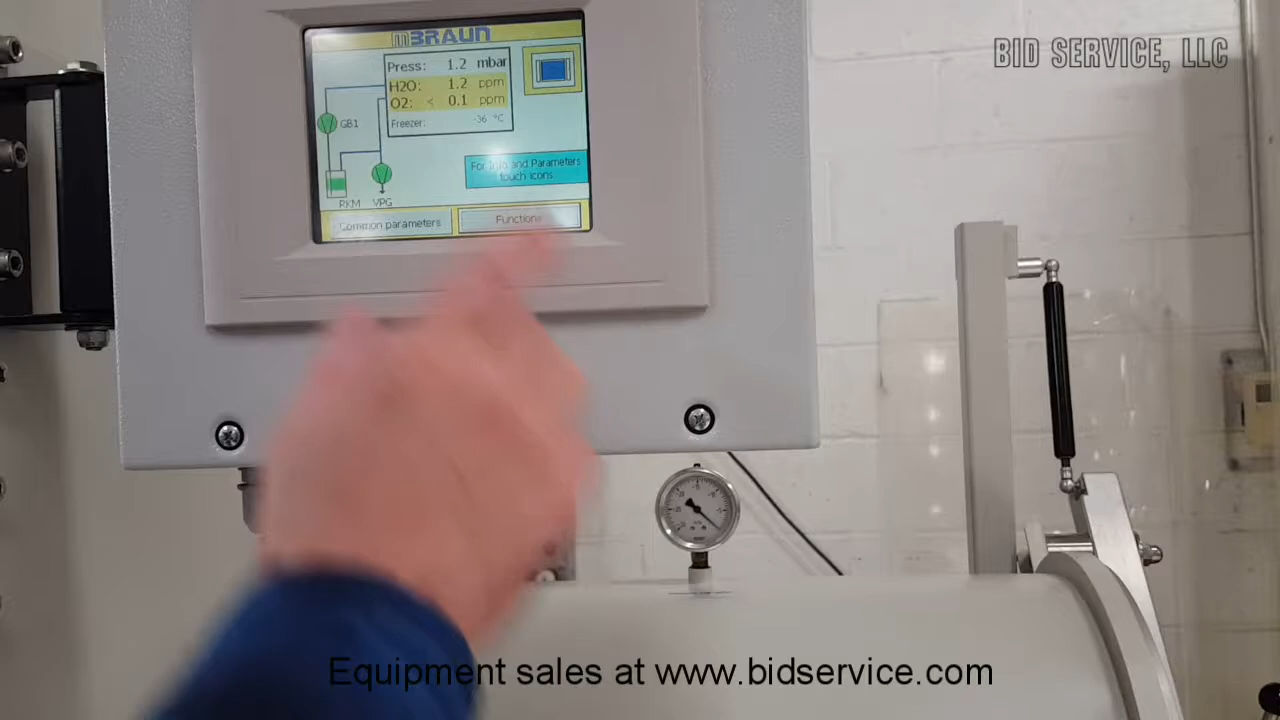 BID SERVICE, LLC
mBRAUN
Press: 1.2 mbar
H2O: 1.2 ppm
O2: < 0.1 ppm
Freezer: -36 °C
GB1
For Info and Parameters
touch icons
RKM VPG
Common parameters
Functions
Equipment sales at www.bidservice.com